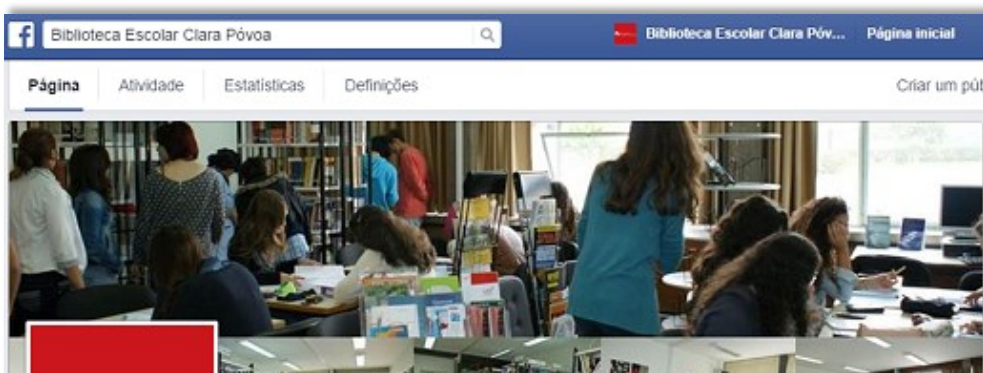 Biblioteca Escolar Clara Póvoa
Biblioteca Escolar Clara Póv... Página inicial
Página Atividade Estatísticas Definições
Criar um púb